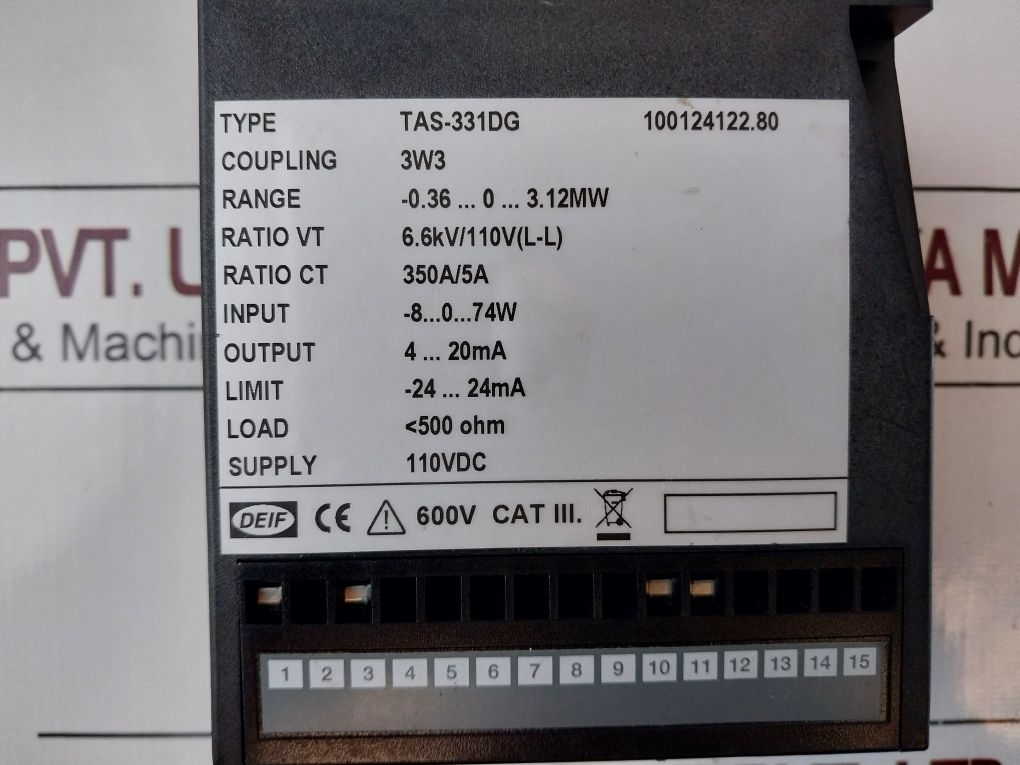 TYPE TAS-331DG 100124122.80
COUPLING 3W3
RANGE -0.36 ... 0 ... 3.12MW
RATIO VT 6.6kV/110V(L-L)
RATIO CT 350A/5A
INPUT -8...0...74W
OUTPUT 4 ... 20mA
LIMIT -24 ... 24mA
LOAD <500 ohm
SUPPLY 110VDC
DEIF CE 600V CAT III.
1 2 3 4 5 6 7 8 9 10 11 12 13 14 15
PVT.
& Machi
A M
& Ind